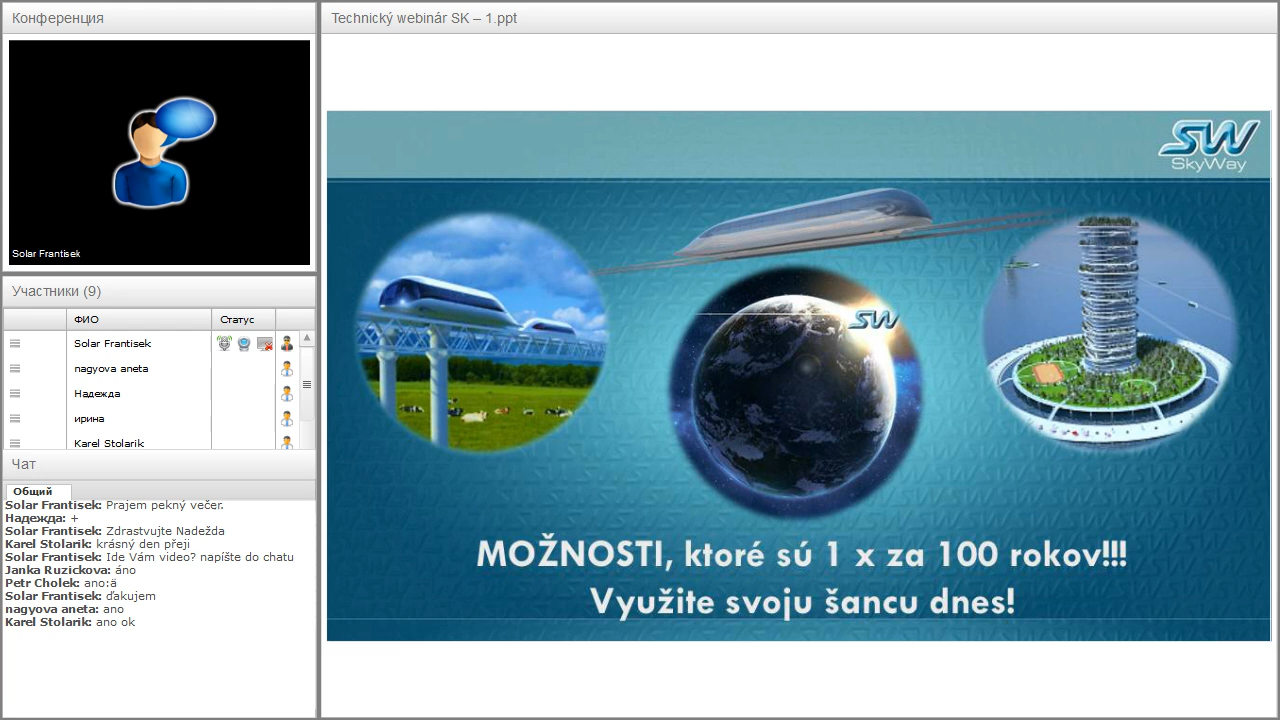 Конференция
Solar Frantisek
Участники (9)
ФИО Статус
Solar Frantisek
nagyova aneta
Надежда
ирина
Karel Stolarik
Чат
Общий
Solar Frantisek: Prajem pekný večer.
Надежда: +
Solar Frantisek: Zdrastvujte Nadežda
Karel Stolarik: krásný den přeji
Solar Frantisek: Ide Vám video? napíšte do chatu
Janka Ruzickova: áno
Petr Cholek: ano:ä
Solar Frantisek: ďakujem
nagyova aneta: ano
Karel Stolarik: ano ok
Technický webinár SK – 1.ppt
SW
SkyWay
SW
MOŽNOSTI, ktoré sú 1 x za 100 rokov!!!
Využite svoju šancu dnes!